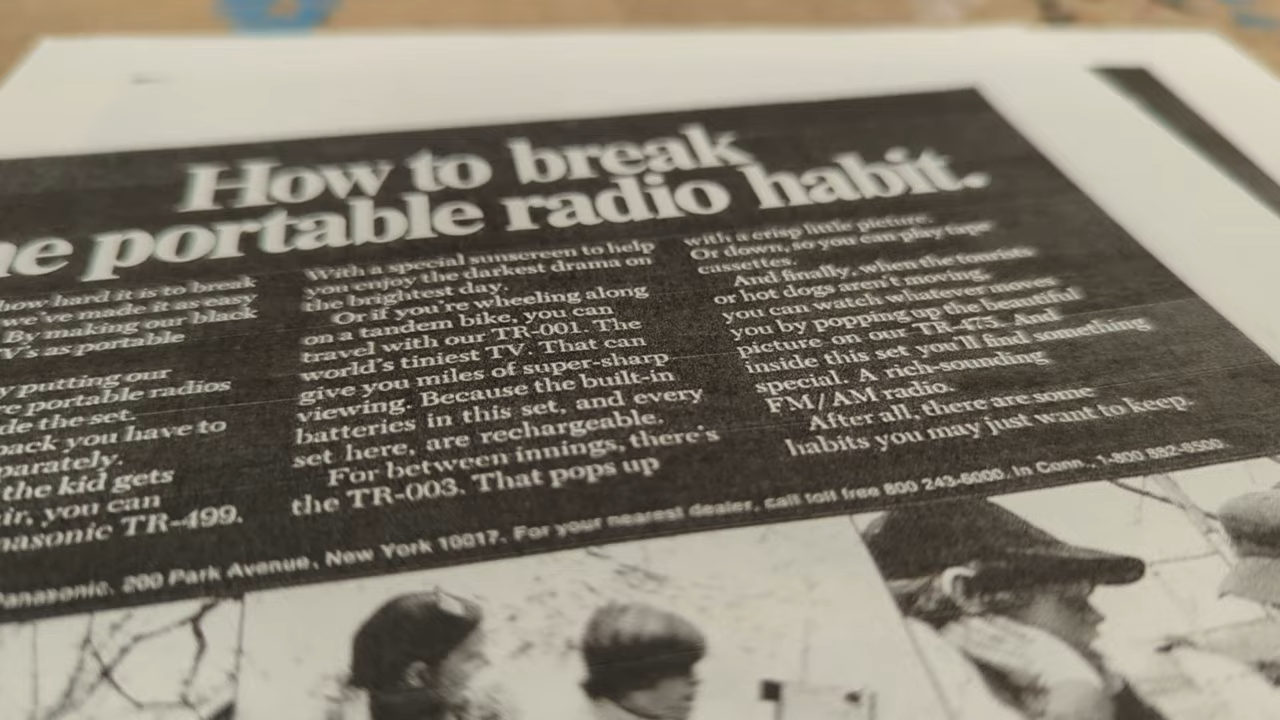 How to break
he portable radio habit.
how hard it is to break
we've made it as easy
By making our black
V's as portable
y putting our
e portable radios
de the set.
pack you have to
parately.
the kid gets
ir, you can
nasonic TR-499.
With a special sunscreen to help
you enjoy the darkest drama on
the brightest day.
Or if you're wheeling along
on a tandem bike, you can
travel with our TR-001. The
world's tiniest TV. That can
give you miles of super-sharp
viewing. Because the built-in
batteries in this set, and every
set here, are rechargeable.
For between innings, there's
the TR-003. That pops up
with a crisp little picture.
Or down, so you can play tape
cassettes.
And finally, when the tourists
or hot dogs aren't moving,
you can watch whatever moves
you by popping up the beautiful
picture on our TR-475. And
inside this set you'll find something
special. A rich-sounding
FM/AM radio.
After all, there are some
habits you may just want to keep.
Panasonic, 200 Park Avenue, New York 10017. For your nearest dealer, call toll free 800 243-6000. In Conn., 1-800 882-6500.